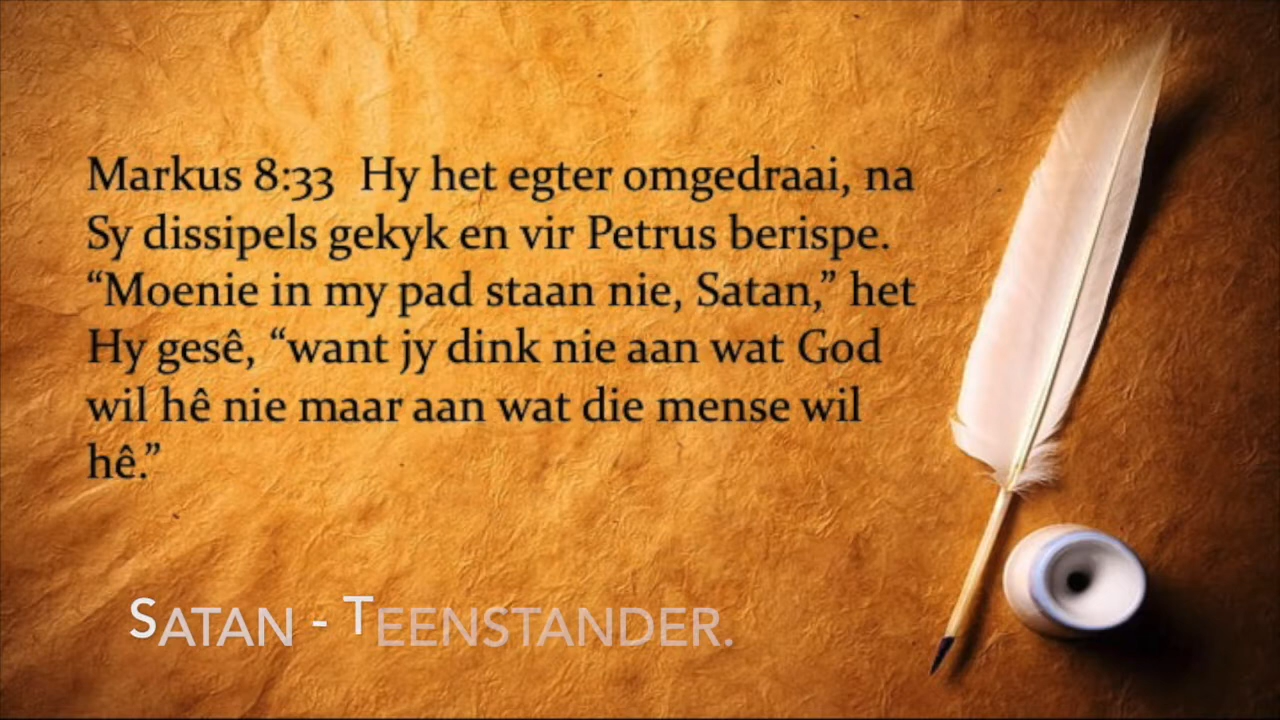 Markus 8:33  Hy het egter omgedraai, na
Sy dissipels gekyk en vir Petrus berispe.
“Moenie in my pad staan nie, Satan,” het
Hy gesê, “want jy dink nie aan wat God
wil hê nie maar aan wat die mense wil
hê.”
SATAN - TEENSTANDER.